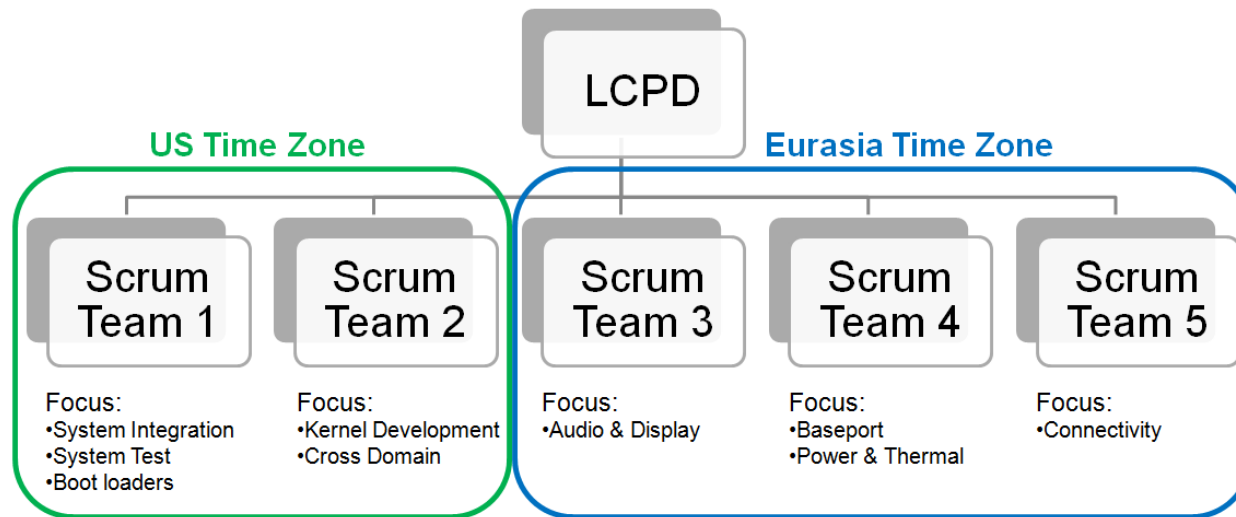 LCPD
US Time Zone
Eurasia Time Zone
Scrum
Team 1
Scrum
Team 2
Scrum
Team 3
Scrum
Team 4
Scrum
Team 5
Focus:
•System Integration
•System Test
•Boot loaders
Focus:
•Kernel Development
•Cross Domain
Focus:
•Audio & Display
Focus:
•Baseport
•Power & Thermal
Focus:
•Connectivity